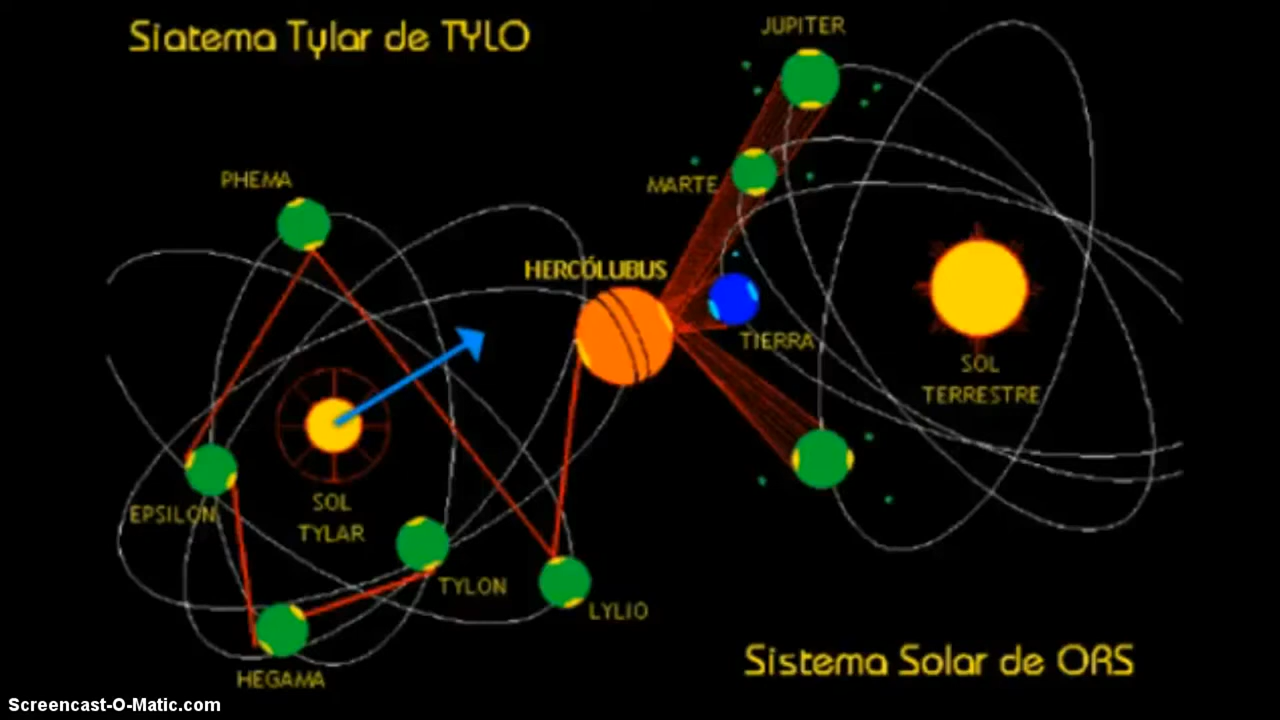 Siatema Tylar de TYLO
JUPITER
PHEMA
MARTE
HERCÓLUBUS
TIERRA
SOL
TERRESTRE
EPSILON
SOL
TYLAR
TYLON
LYLIO
HEGAMA
Sistema Solar de ORS
Screencast-O-Matic.com